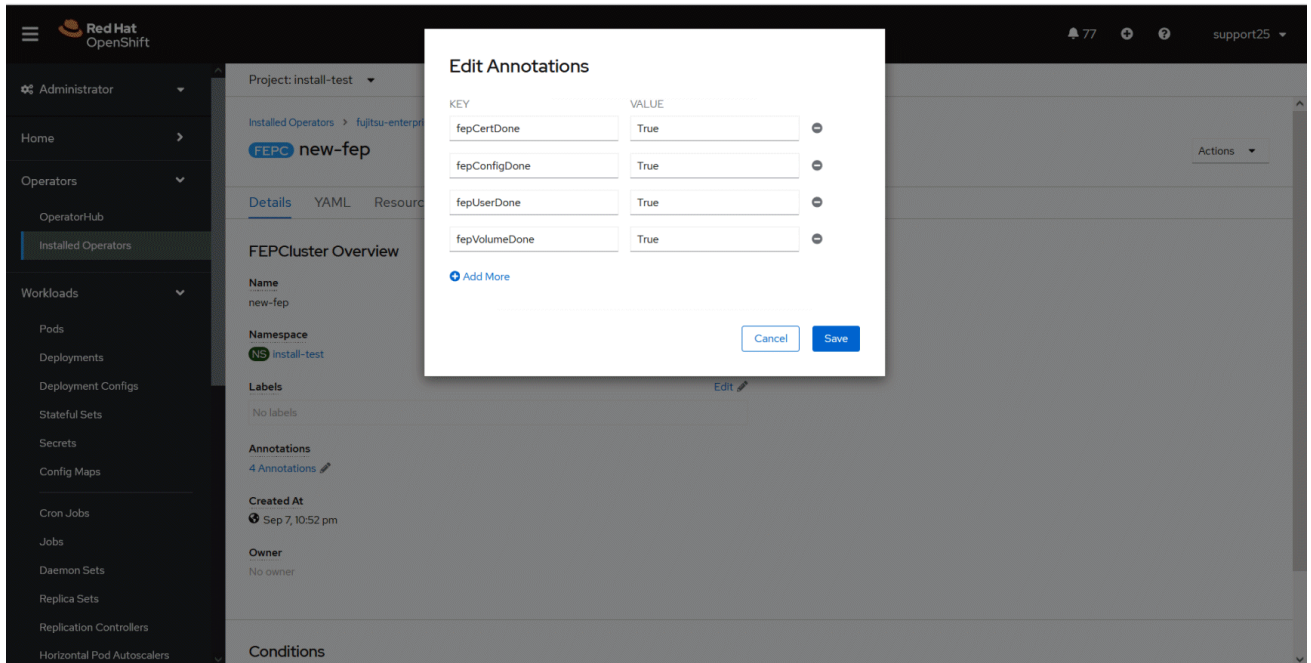 Red Hat
OpenShift
77
support25
Administrator
Home
Operators
OperatorHub
Installed Operators
Workloads
Pods
Deployments
Deployment Configs
Stateful Sets
Secrets
Config Maps
Cron Jobs
Jobs
Daemon Sets
Replica Sets
Replication Controllers
Horizontal Pod Autoscalers
Project: install-test
Installed Operators > fujitsu-enterpri
FEPC new-fep
Actions
Details YAML Resourc
FEPCluster Overview
Name
new-fep
Namespace
NS install-test
Labels
Edit
No labels
Annotations
4 Annotations
Created At
Sep 7, 10:52 pm
Owner
No owner
Conditions
Edit Annotations
KEY VALUE
fepCertDone True
fepConfigDone True
fepUserDone True
fepVolumeDone True
Add More
Cancel Save